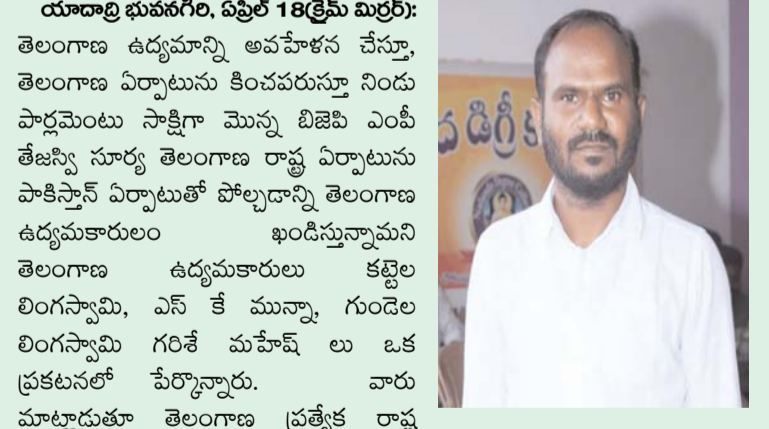 యాదాద్రి భువనగిరి, ఏప్రిల్ 18(క్రైమ్ మిర్రర్):
తెలంగాణ ఉద్యమాన్ని అవహేళన చేస్తూ,
తెలంగాణ ఏర్పాటును కించపరుస్తూ నిండు
పార్లమెంటు సాక్షిగా మొన్న బిజెపి ఎంపీ
తేజస్వి సూర్య తెలంగాణ రాష్ట్ర ఏర్పాటును
పాకిస్తాన్ ఏర్పాటుతో పోల్చడాన్ని తెలంగాణ
ఉద్యమకారులం ఖండిస్తున్నామని
తెలంగాణ ఉద్యమకారులు కట్టెల
లింగస్వామి, ఎస్ కే మున్నా, గుండెల
లింగస్వామి గరిశే మహేష్ లు ఒక
ప్రకటనలో పేర్కొన్నారు. వారు
మాట్లాడుతూ తెలంగాణ ప్రత్యేక రాష్ట్ర
డిగ్రీ